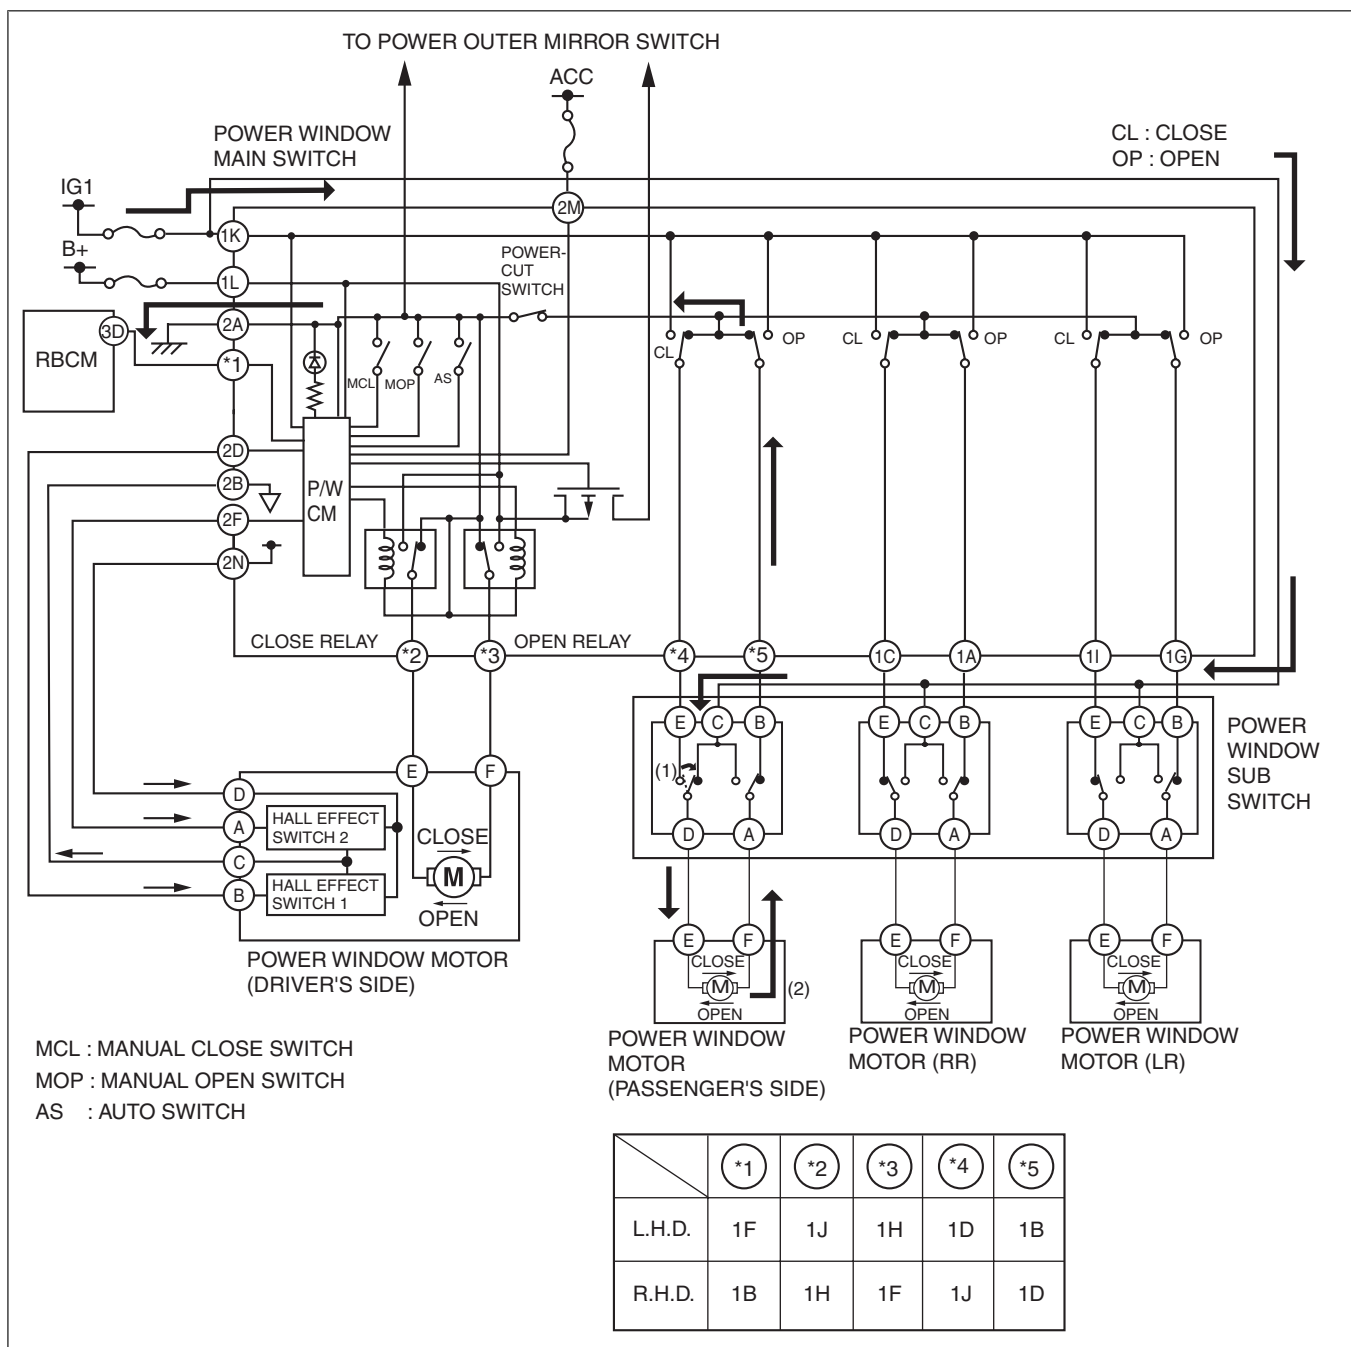 TO POWER OUTER MIRROR SWITCH
ACC
POWER WINDOW
MAIN SWITCH
CL : CLOSE
OP : OPEN
IG1
2M
1K
B+
POWER-
CUT
SWITCH
1L
2A
3D
RBCM
*1
MCL
MOP
AS
CL
OP
CL
OP
CL
OP
2D
2B
P/W
CM
2F
2N
CLOSE RELAY
*2
*3
OPEN RELAY
*4
*5
1C
1A
1I
1G
E
C
B
E
C
B
E
C
B
POWER
WINDOW
SUB
SWITCH
(1)
D
A
D
A
D
A
E
F
D
A
HALL EFFECT
SWITCH 2
C
B
HALL EFFECT
SWITCH 1
CLOSE
M
OPEN
POWER WINDOW MOTOR
(DRIVER'S SIDE)
E
F
CLOSE
M
OPEN
(2)
POWER WINDOW
MOTOR
(PASSENGER'S SIDE)
E
F
CLOSE
M
OPEN
POWER WINDOW
MOTOR (RR)
E
F
CLOSE
M
OPEN
POWER WINDOW
MOTOR (LR)
MCL : MANUAL CLOSE SWITCH
MOP : MANUAL OPEN SWITCH
AS : AUTO SWITCH
*1 *2 *3 *4 *5
L.H.D. 1F 1J 1H 1D 1B
R.H.D. 1B 1H 1F 1J 1D